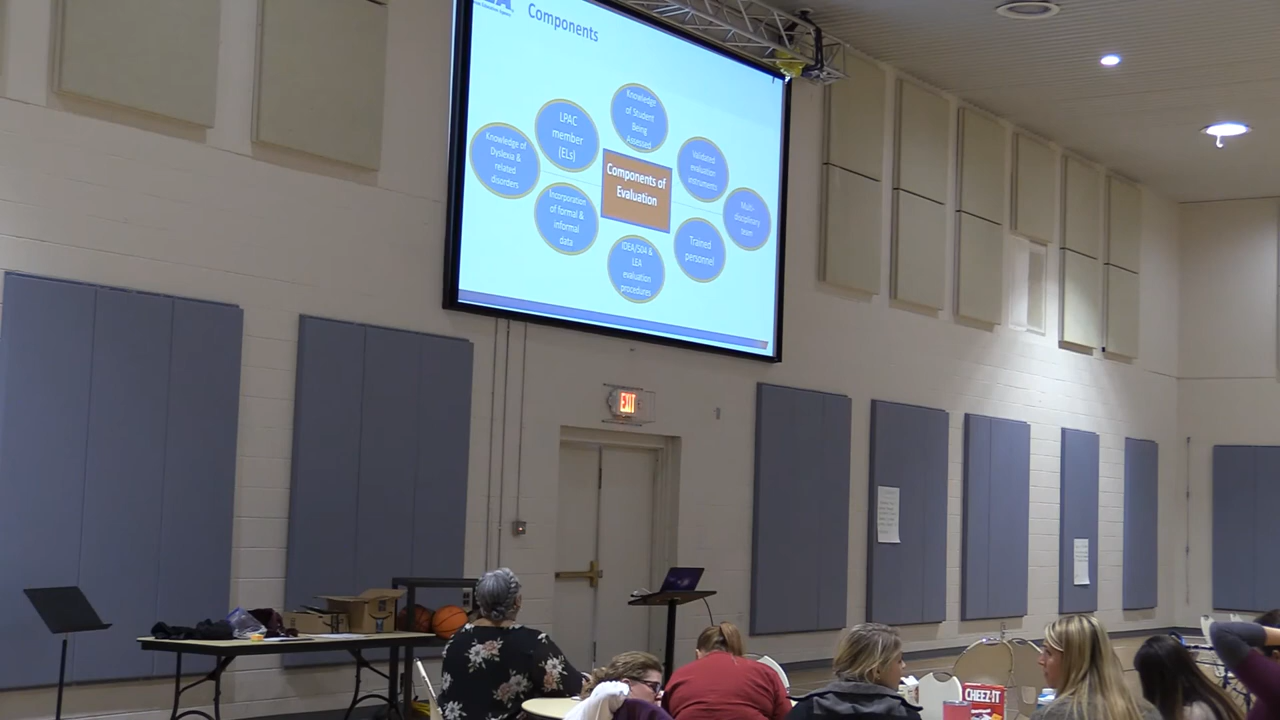 Components
Knowledge
of Student
Being
Assessed
LPAC
member
(ELs)
Knowledge of
Dyslexia &
related
disorders
Validated
evaluation
instruments
Components of
Evaluation
Incorporation
of formal &
informal
data
Multi-
disciplinary
team
Trained
personnel
IDEA/504 &
LEA
evaluation
procedures
EXIT
CHEEZ-IT